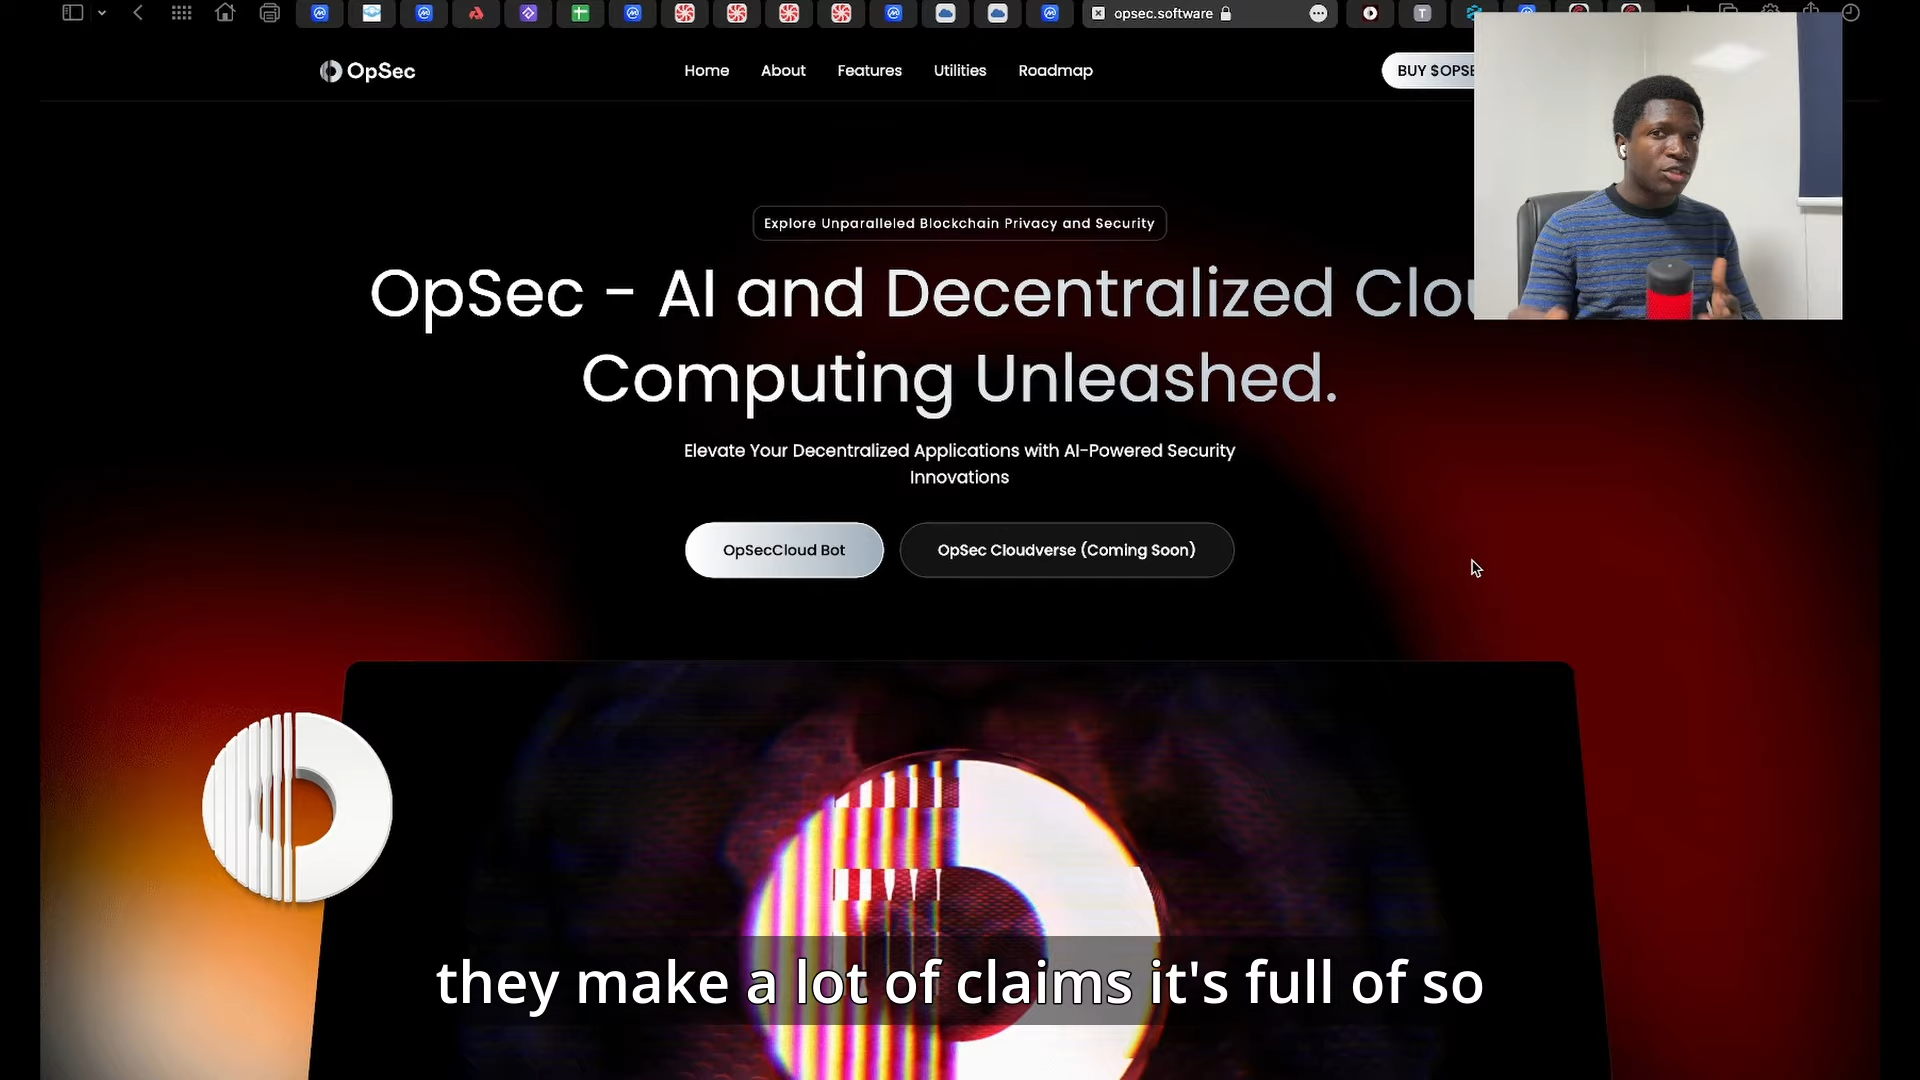 opsec.software
OpSec
Home
About
Features
Utilities
Roadmap
BUY $OPSE
Explore Unparalleled Blockchain Privacy and Security
OpSec - AI and Decentralized Clou
Computing Unleashed.
Elevate Your Decentralized Applications with AI-Powered Security
Innovations
OpSecCloud Bot
OpSec Cloudverse (Coming Soon)
they make a lot of claims it's full of so